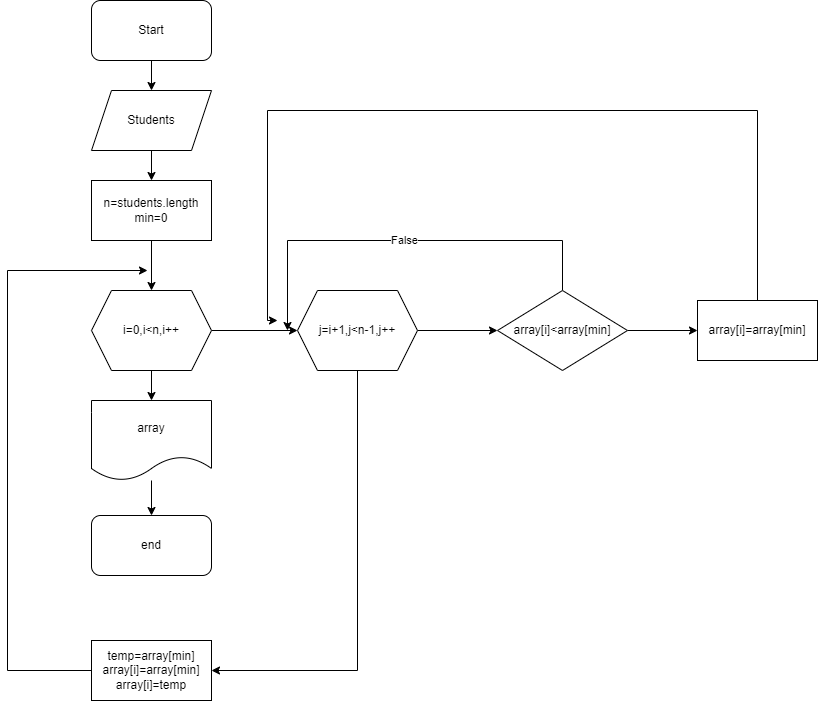 Start
Students
n=students.length
min=0
False
i=0,i<n,i++
j=i+1,j<n-1,j++
array[i]<array[min]
array[i]=array[min]
array
end
temp=array[min]
array[i]=array[min]
array[i]=temp